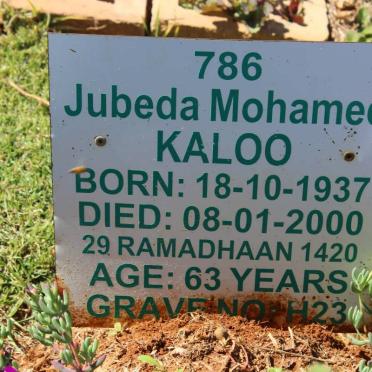 786
Jubeda Mohamed
KALOO
BORN: 18-10-1937
DIED: 08-01-2000
29 RAMADHAAN 1420
AGE: 63 YEARS
GRAVE NO: H23